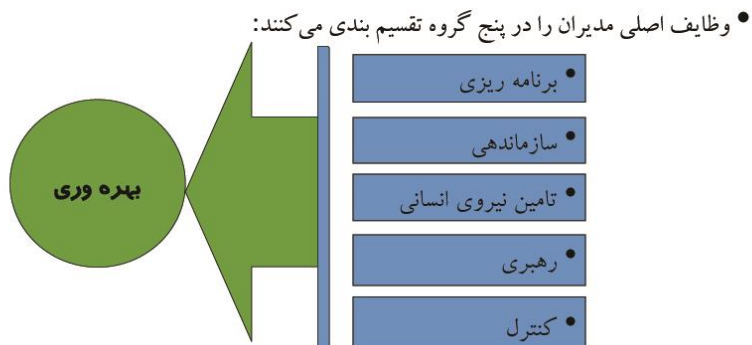 • وظایف اصلی مدیران را در پنج گروه تقسیم بندی می‌کنند:
• برنامه ریزی
• سازماندهی
• تامین نیروی انسانی
• رهبری
• کنترل
بهره وری